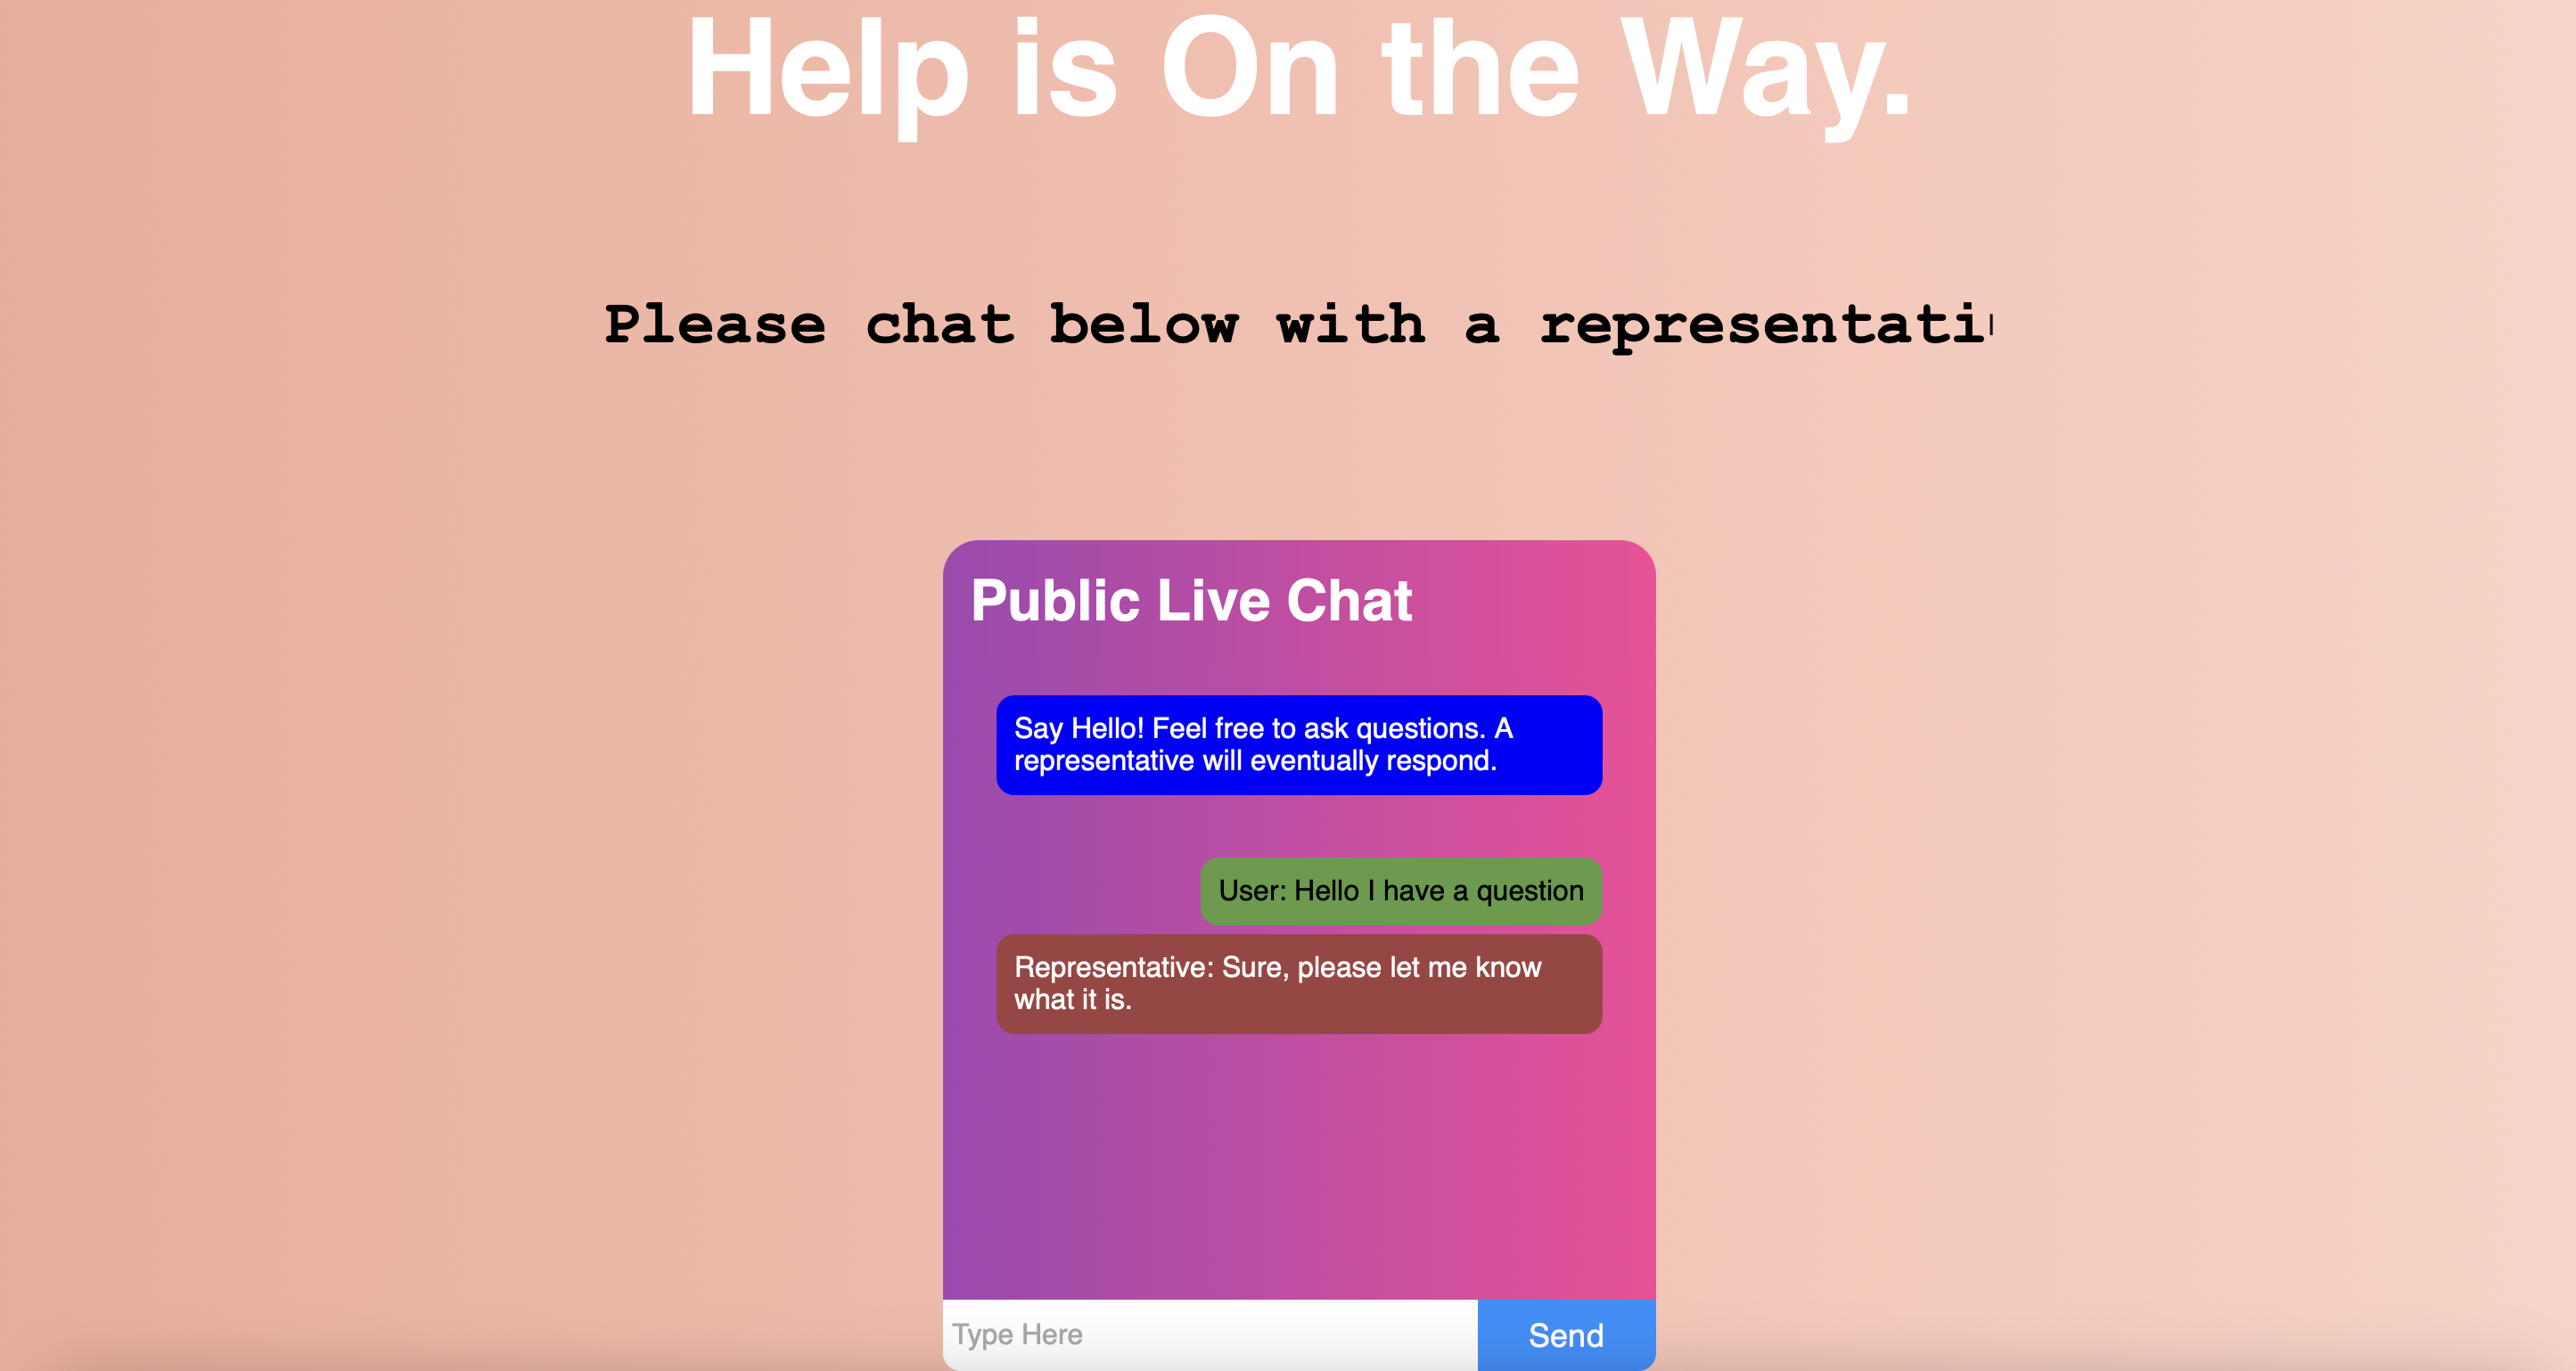 Help is On the Way.
Please chat below with a representati
Public Live Chat
Say Hello! Feel free to ask questions. A
representative will eventually respond.
User: Hello I have a question
Representative: Sure, please let me know
what it is.
Type Here
Send